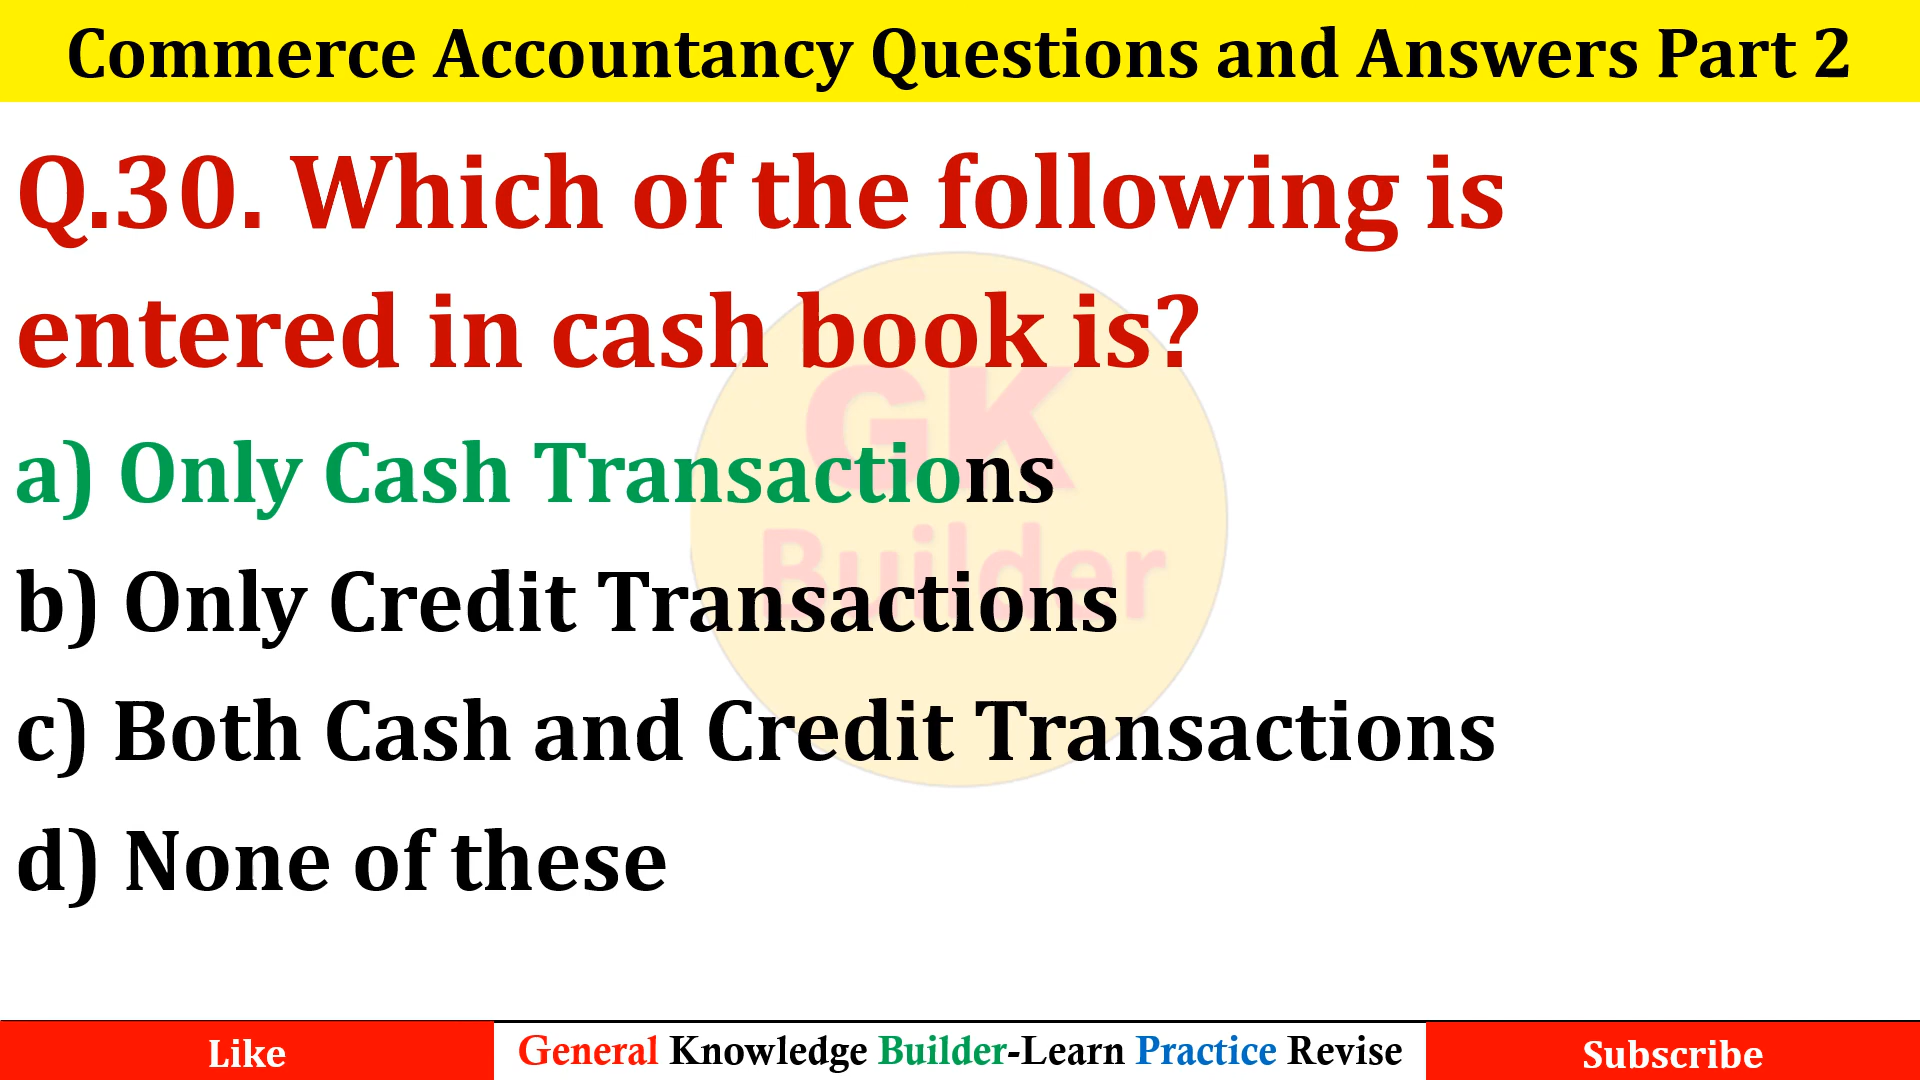 Commerce Accountancy Questions and Answers Part 2
Q.30. Which of the following is
entered in cash book is?
a) Only Cash Transactions
b) Only Credit Transactions
c) Both Cash and Credit Transactions
d) None of these
GK
Builder
Like
General Knowledge Builder-Learn Practice Revise
Subscribe